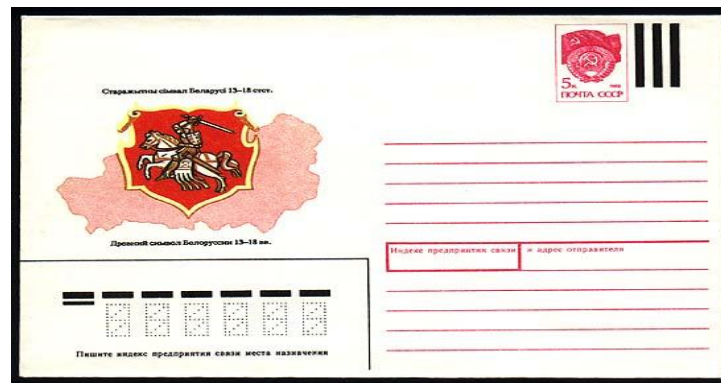 Старажытны сімвал Беларусі 13–18 стст.
Древний символ Белоруссии 13–18 вв.
5к
ПОЧТА СССР
Индекс предприятия связи и адрес отправителя
Пишите индекс предприятия связи места назначения